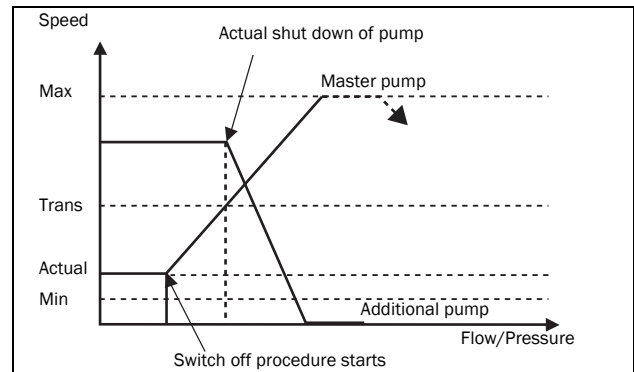 Speed
Actual shut down of pump
Master pump
Max
Trans
Actual
Min
Additional pump
Flow/Pressure
Switch off procedure starts